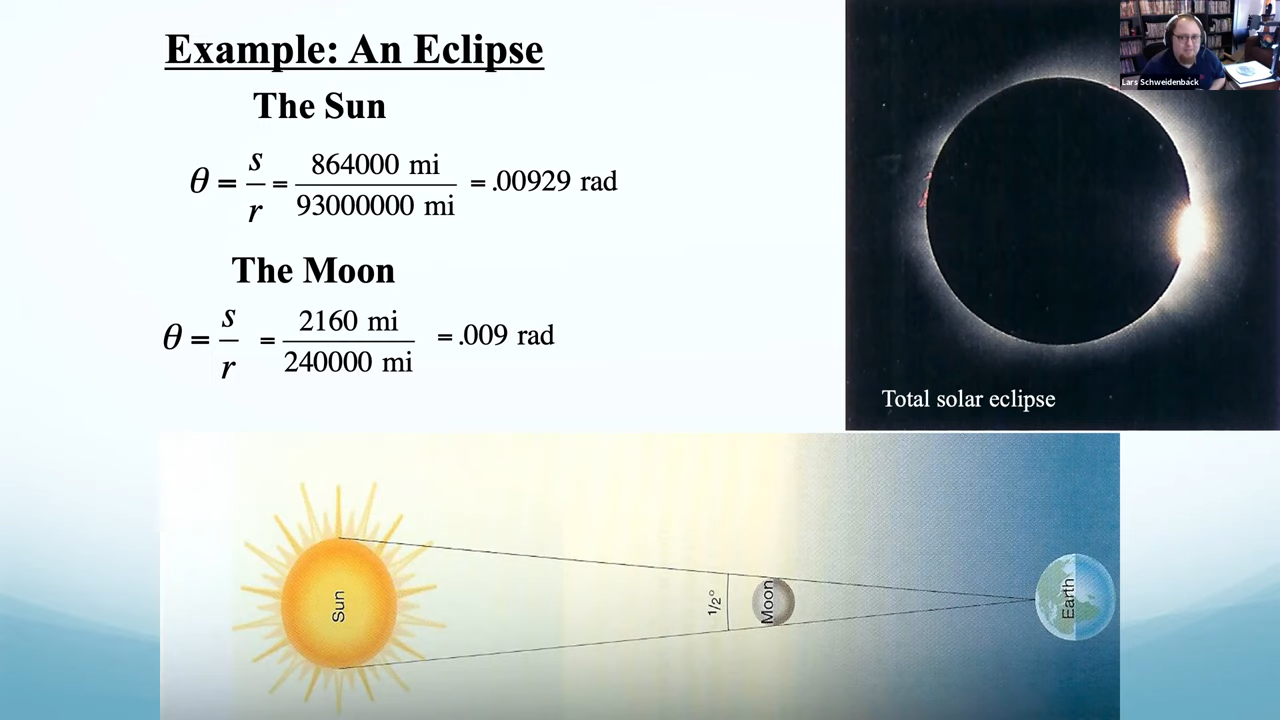 Example: An Eclipse
The Sun
θ = s/r = 864000 mi / 93000000 mi = .00929 rad
The Moon
θ = s/r = 2160 mi / 240000 mi = .009 rad
Lars Schweidenback
Total solar eclipse
Sun
1/2°
Moon
Earth